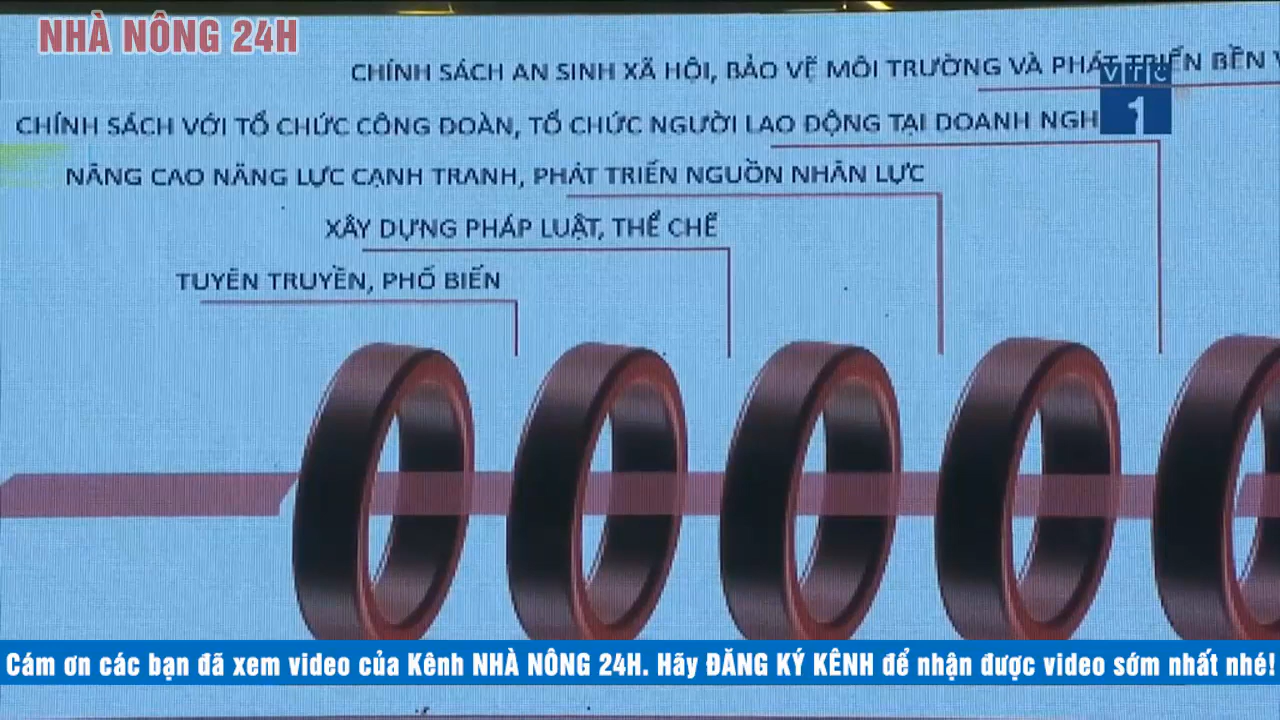 NHÀ NÔNG 24H
CHÍNH SÁCH AN SINH XÃ HỘI, BẢO VỆ MÔI TRƯỜNG VÀ PHÁT TRIỂN BỀN
VTC
1
CHÍNH SÁCH VỚI TỔ CHỨC CÔNG ĐOÀN, TỔ CHỨC NGƯỜI LAO ĐỘNG TẠI DOANH NGH
NÂNG CAO NĂNG LỰC CẠNH TRANH, PHÁT TRIỂN NGUỒN NHÂN LỰC
XÂY DỰNG PHÁP LUẬT, THỂ CHẾ
TUYÊN TRUYỀN, PHỔ BIẾN
Cám ơn các bạn đã xem video của Kênh NHÀ NÔNG 24H. Hãy ĐĂNG KÝ KÊNH để nhận được video sớm nhất nhé!